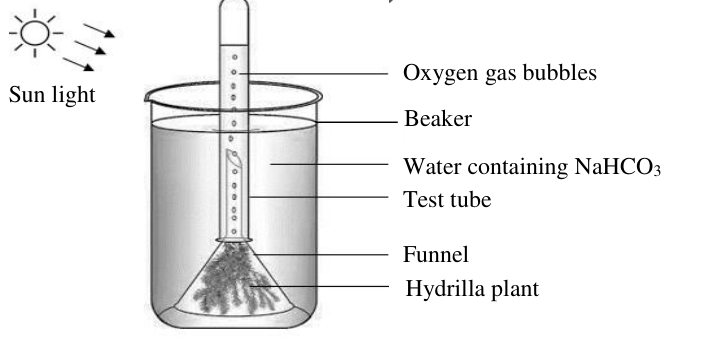 Sun light
Oxygen gas bubbles
Beaker
Water containing NaHCO₃
Test tube
Funnel
Hydrilla plant